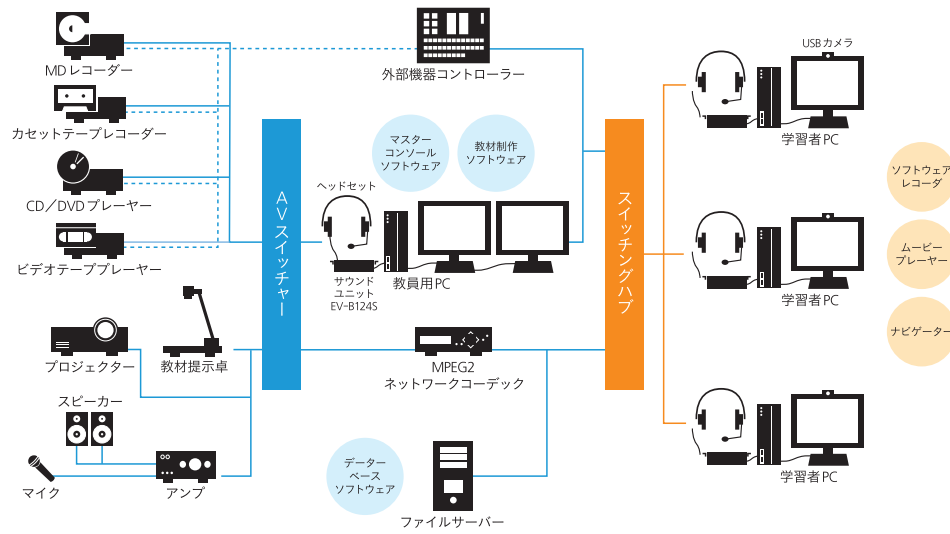 MDレコーダー
カセットテープレコーダー
CD／DVDプレーヤー
ビデオテーププレーヤー
プロジェクター
教材提示卓
スピーカー
マイク
アンプ
AVスイッチャー
外部機器コントローラー
マスター
コンソール
ソフトウェア
教材制作
ソフトウェア
ヘッドセット
サウンド
ユニット
EV-B124S
教員用PC
MPEG2
ネットワークコーデック
データー
ベース
ソフトウェア
ファイルサーバー
スイッチングハブ
USBカメラ
学習者PC
学習者PC
学習者PC
ソフトウェア
レコーダ
ムービー
プレーヤー
ナビゲーター